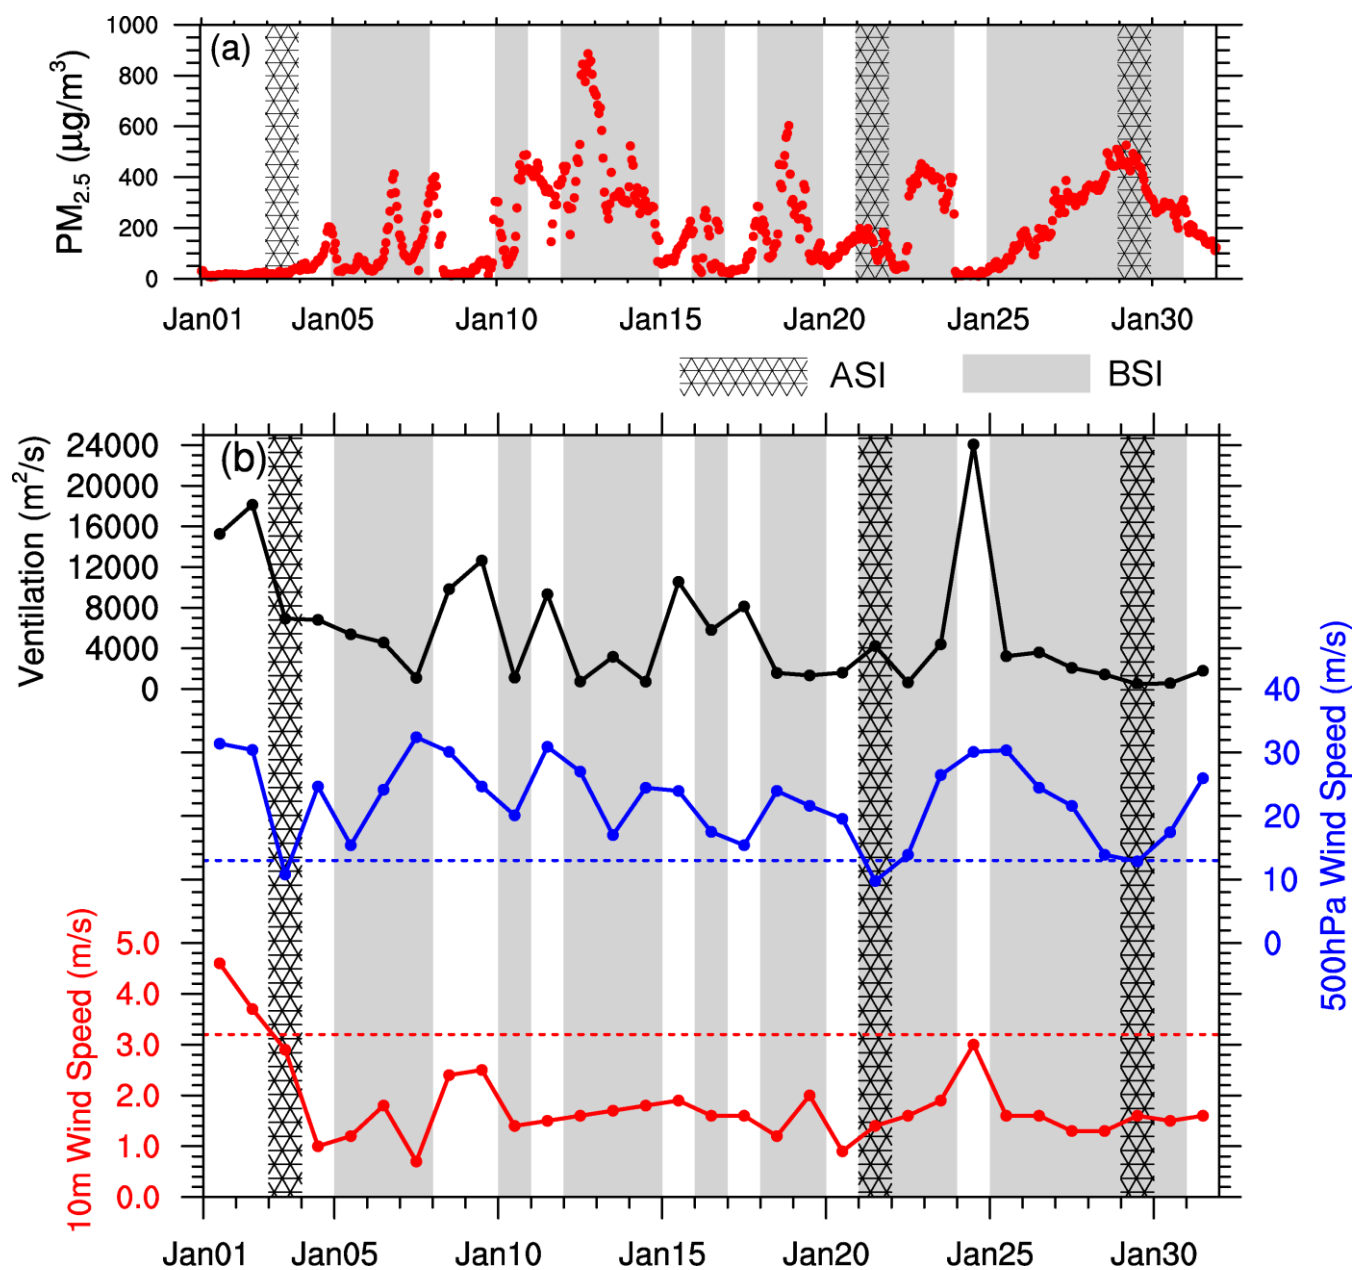 (a)
PM2.5 (μg/m3)
1000
800
600
400
200
0
Jan01 Jan05 Jan10 Jan15 Jan20 Jan25 Jan30
ASI BSI
(b)
Ventilation (m2/s)
24000
20000
16000
12000
8000
4000
0
500hPa Wind Speed (m/s)
40
30
20
10
0
10m Wind Speed (m/s)
5.0
4.0
3.0
2.0
1.0
0.0
Jan01 Jan05 Jan10 Jan15 Jan20 Jan25 Jan30